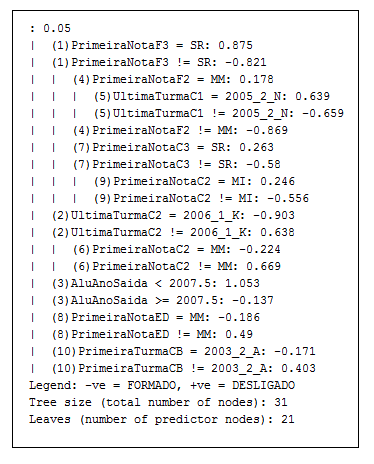 : 0.05
| (1)PrimeiraNotaF3 = SR: 0.875
| (1)PrimeiraNotaF3 != SR: -0.821
| | (4)PrimeiraNotaF2 = MM: 0.178
| | | (5)UltimaTurmaC1 = 2005_2_N: 0.639
| | | (5)UltimaTurmaC1 != 2005_2_N: -0.659
| | (4)PrimeiraNotaF2 != MM: -0.869
| | (7)PrimeiraNotaC3 = SR: 0.263
| | (7)PrimeiraNotaC3 != SR: -0.58
| | | (9)PrimeiraNotaC2 = MI: 0.246
| | | (9)PrimeiraNotaC2 != MI: -0.556
| (2)UltimaTurmaC2 = 2006_1_K: -0.903
| (2)UltimaTurmaC2 != 2006_1_K: 0.638
| | (6)PrimeiraNotaC2 = MM: -0.224
| | (6)PrimeiraNotaC2 != MM: 0.669
| (3)AluAnoSaida < 2007.5: 1.053
| (3)AluAnoSaida >= 2007.5: -0.137
| (8)PrimeiraNotaED = MM: -0.186
| (8)PrimeiraNotaED != MM: 0.49
| (10)PrimeiraTurmaCB = 2003_2_A: -0.171
| (10)PrimeiraTurmaCB != 2003_2_A: 0.403
Legend: -ve = FORMADO, +ve = DESLIGADO
Tree size (total number of nodes): 31
Leaves (number of predictor nodes): 21